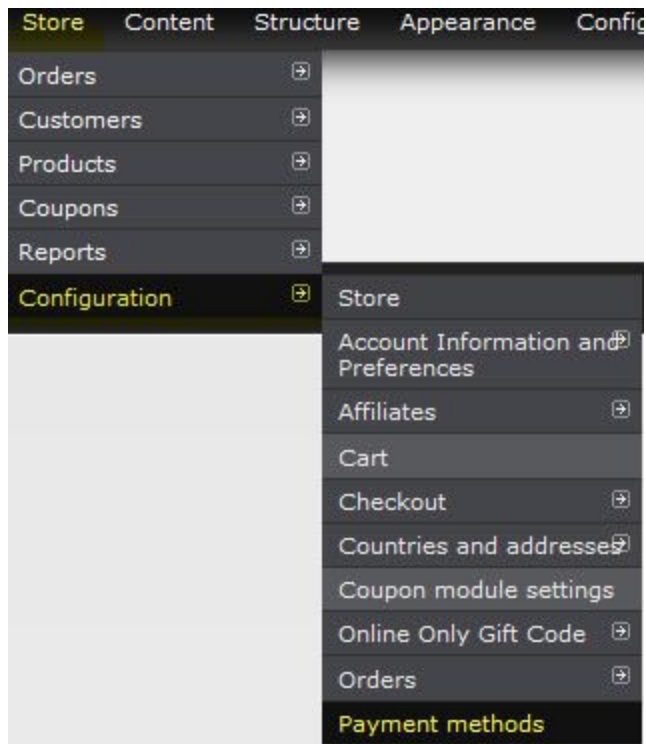 Store Content Structure Appearance Config
Orders
Customers
Products
Coupons
Reports
Configuration
Store
Account Information and
Preferences
Affiliates
Cart
Checkout
Countries and addresses
Coupon module settings
Online Only Gift Code
Orders
Payment methods